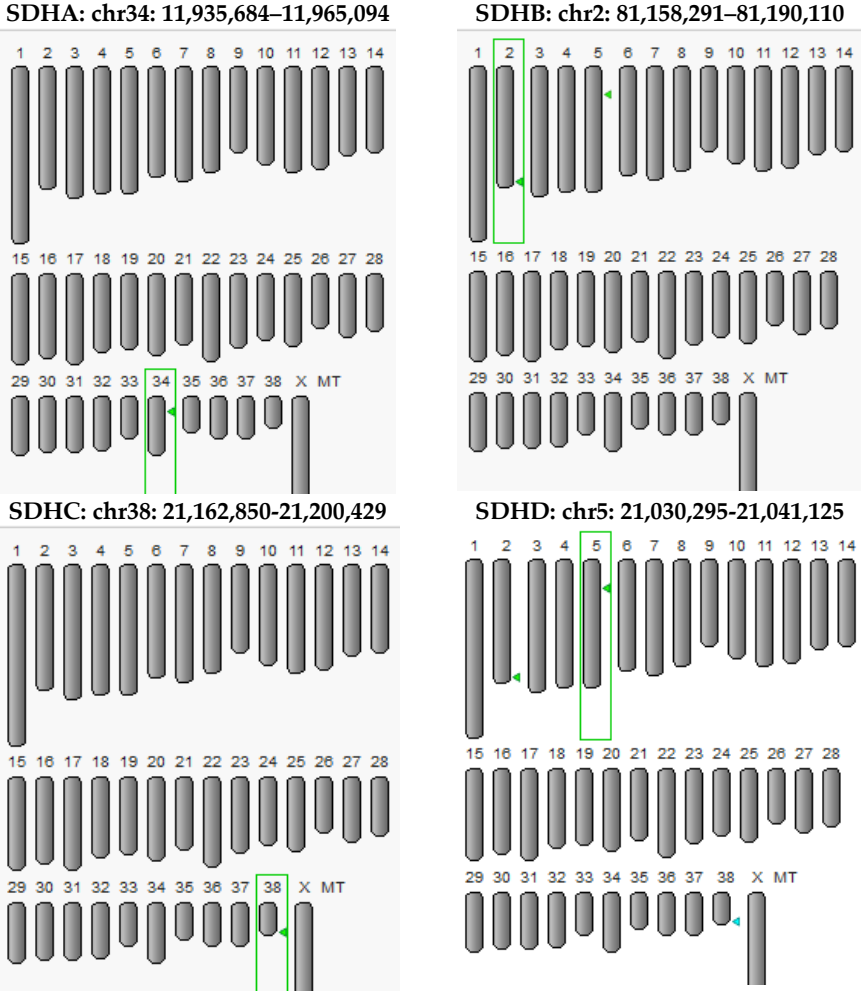 SDHA: chr34: 11,935,684–11,965,094
1 2 3 4 5 6 7 8 9 10 11 12 13 14
15 16 17 18 19 20 21 22 23 24 25 26 27 28
29 30 31 32 33 34 35 36 37 38 X MT
SDHB: chr2: 81,158,291–81,190,110
1 2 3 4 5 6 7 8 9 10 11 12 13 14
15 16 17 18 19 20 21 22 23 24 25 26 27 28
29 30 31 32 33 34 35 36 37 38 X MT
SDHC: chr38: 21,162,850-21,200,429
1 2 3 4 5 6 7 8 9 10 11 12 13 14
15 16 17 18 19 20 21 22 23 24 25 26 27 28
29 30 31 32 33 34 35 36 37 38 X MT
SDHD: chr5: 21,030,295-21,041,125
1 2 3 4 5 6 7 8 9 10 11 12 13 14
15 16 17 18 19 20 21 22 23 24 25 26 27 28
29 30 31 32 33 34 35 36 37 38 X MT